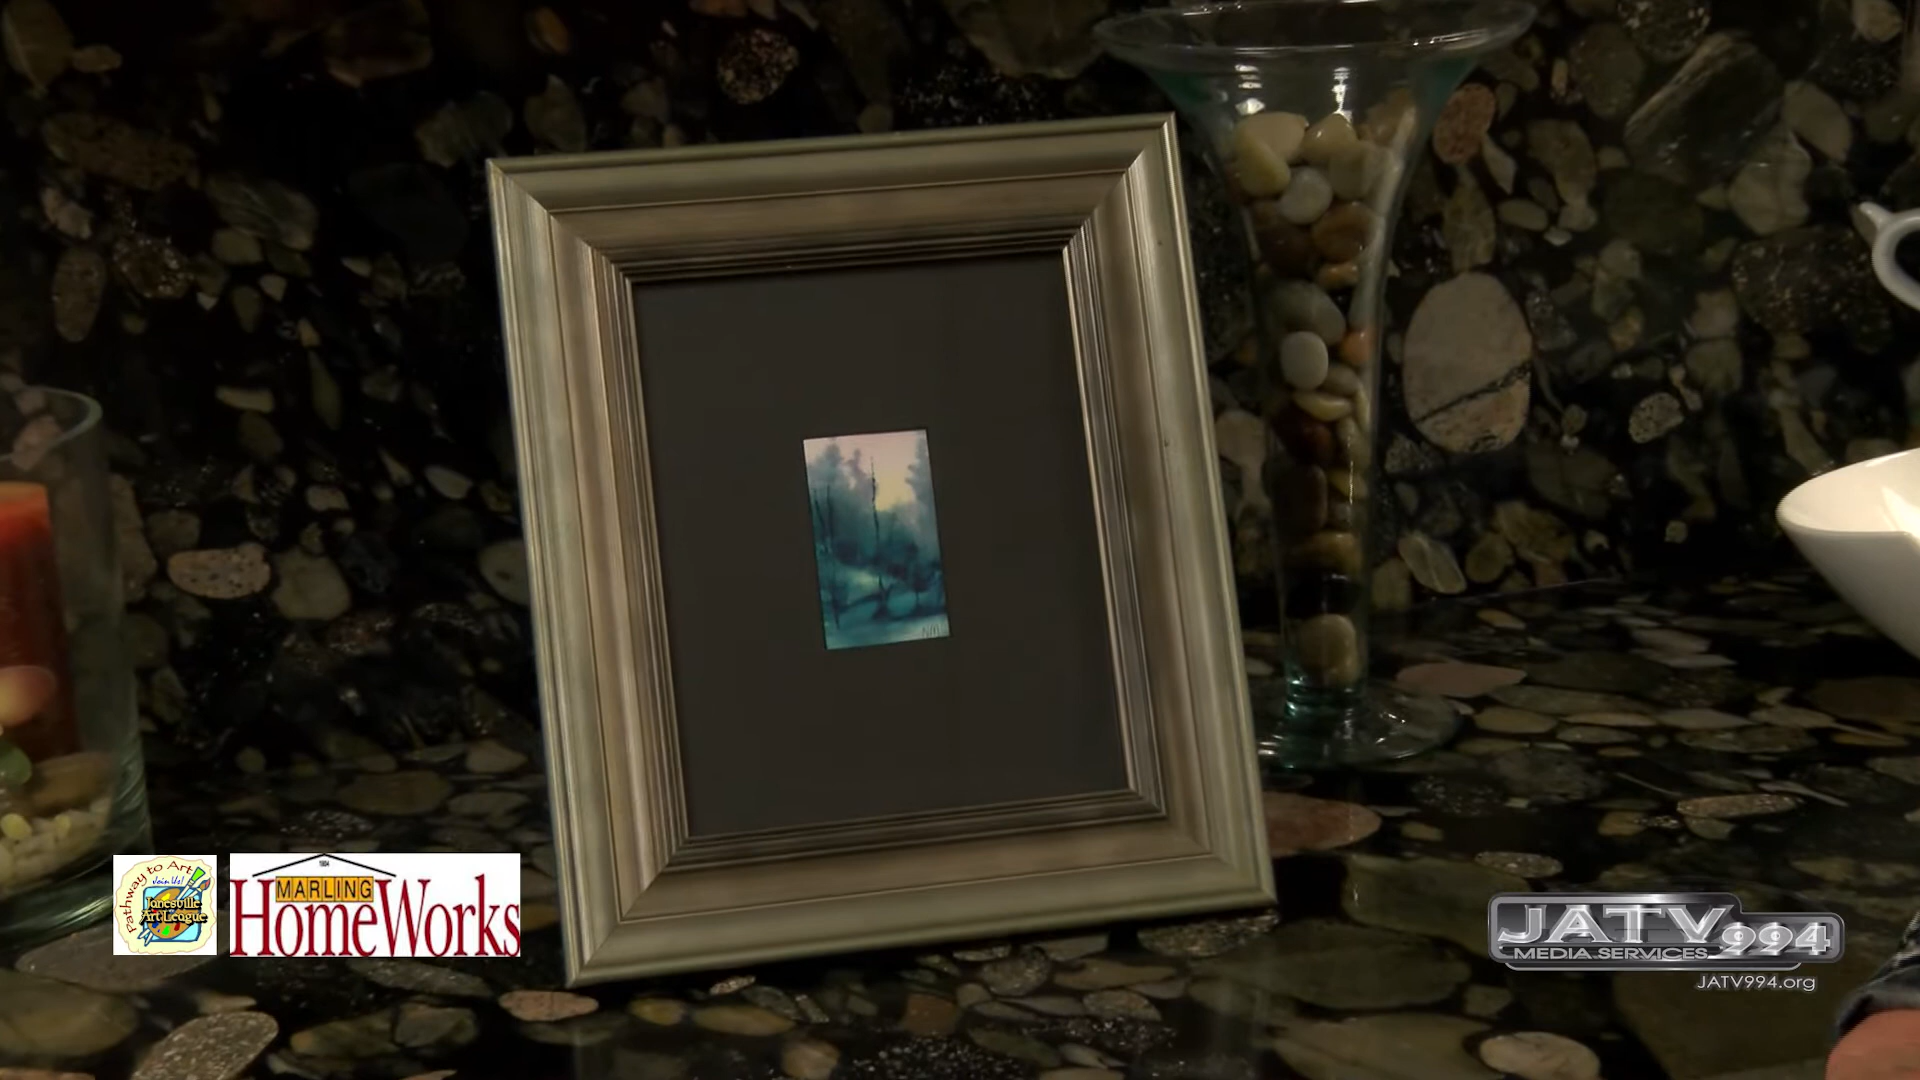 Pathway to Art
Join Us!
Janesville
Art League
1904
MARLING
HomeWorks
JATV 994
MEDIA SERVICES
JATV994.org